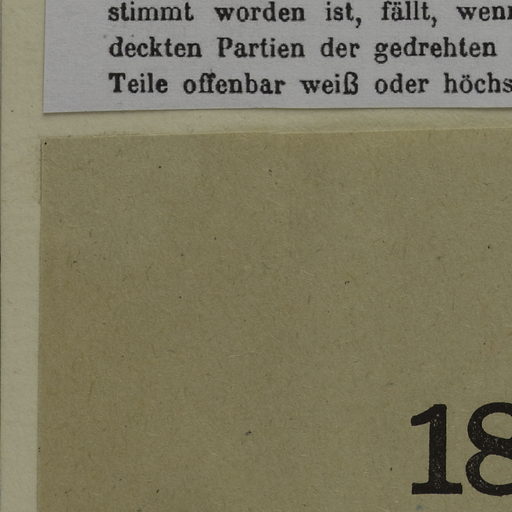 stimmt worden ist, fällt, wenn
deckten Partien der gedrehten
Teile offenbar weiß oder höchs
18